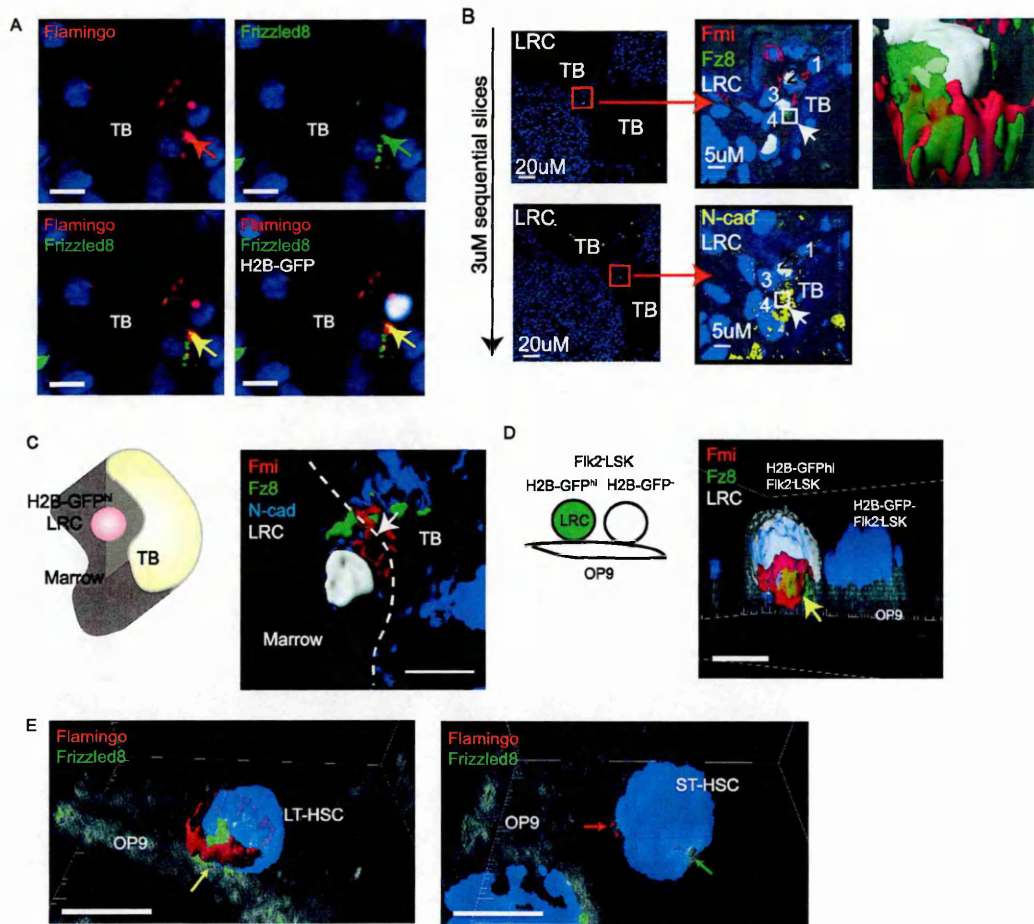 A
Flamingo
TB
Frizzled8
TB
Flamingo
Frizzled8
TB
Flamingo
Frizzled8
H2B-GFP
TB
B
3uM sequential slices
LRC
TB
TB
20uM
Fmi
Fz8
LRC
1
2
3
TB
4
5uM
LRC
TB
TB
20uM
N-cad
LRC
1
2
3
TB
4
5uM
C
H2B-GFPhi
LRC
TB
Marrow
Fmi
Fz8
N-cad
LRC
TB
Marrow
D
Flk2-LSK
H2B-GFPhi H2B-GFP-
LRC
OP9
Fmi
Fz8
LRC
H2B-GFPhi
Flk2-LSK
H2B-GFP-
Flk2-LSK
OP9
E
Flamingo
Frizzled8
LT-HSC
OP9
Flamingo
Frizzled8
ST-HSC
OP9